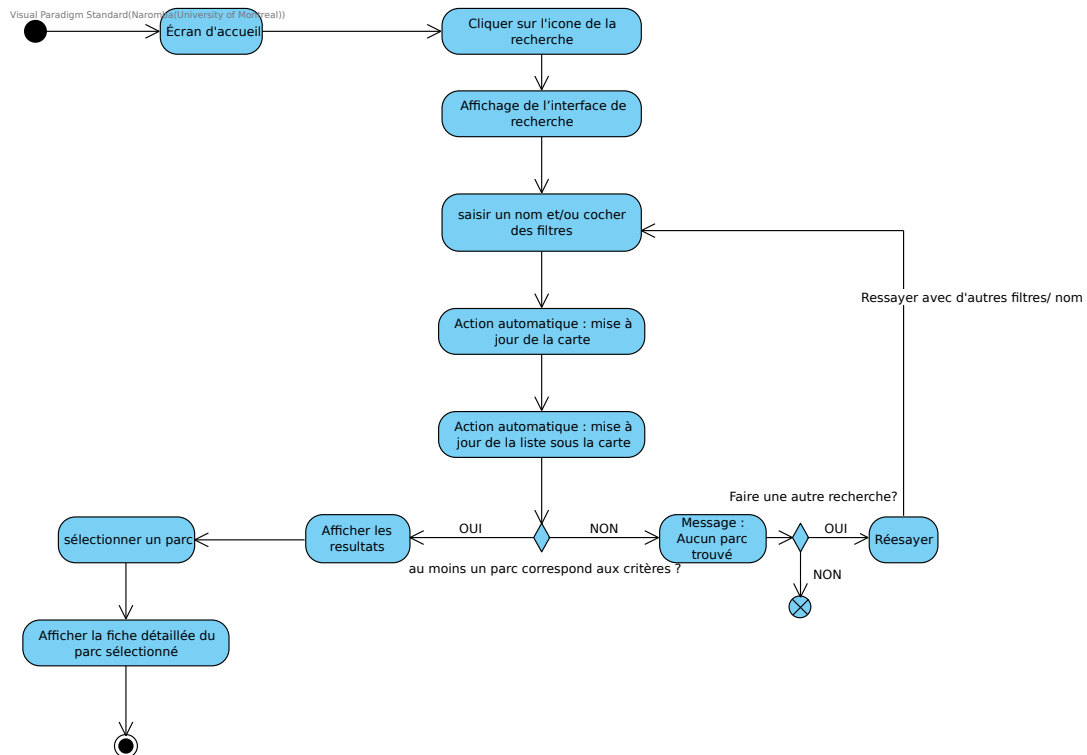 Visual Paradigm Standard(Naromba(University of Montreal))
Écran d'accueil
Cliquer sur l'icone de la
recherche
Affichage de l’interface de
recherche
saisir un nom et/ou cocher
des filtres
Ressayer avec d'autres filtres/ nom
Action automatique : mise à
jour de la carte
Action automatique : mise à
jour de la liste sous la carte
Faire une autre recherche?
sélectionner un parc
Afficher les
resultats
OUI
NON
Message :
Aucun parc
trouvé
OUI
Réesayer
au moins un parc correspond aux critères ?
NON
Afficher la fiche détaillée du
parc sélectionné